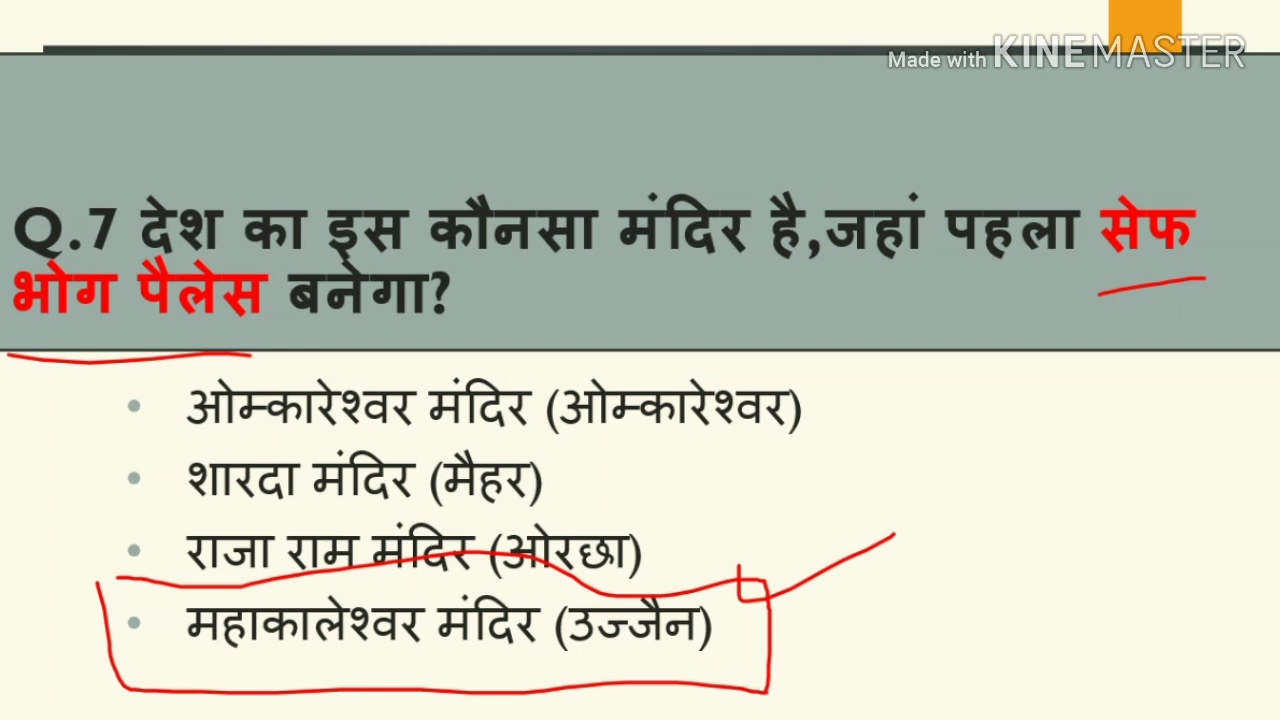 Made with KINEMASTER
Q.7 देश का इस कौनसा मंदिर है,जहां पहला सेफ
भोग पैलेस बनेगा?
• ओम्कारेश्वर मंदिर (ओम्कारेश्वर)
• शारदा मंदिर (मैहर)
• राजा राम मंदिर (ओरछा)
• महाकालेश्वर मंदिर (उज्जैन)